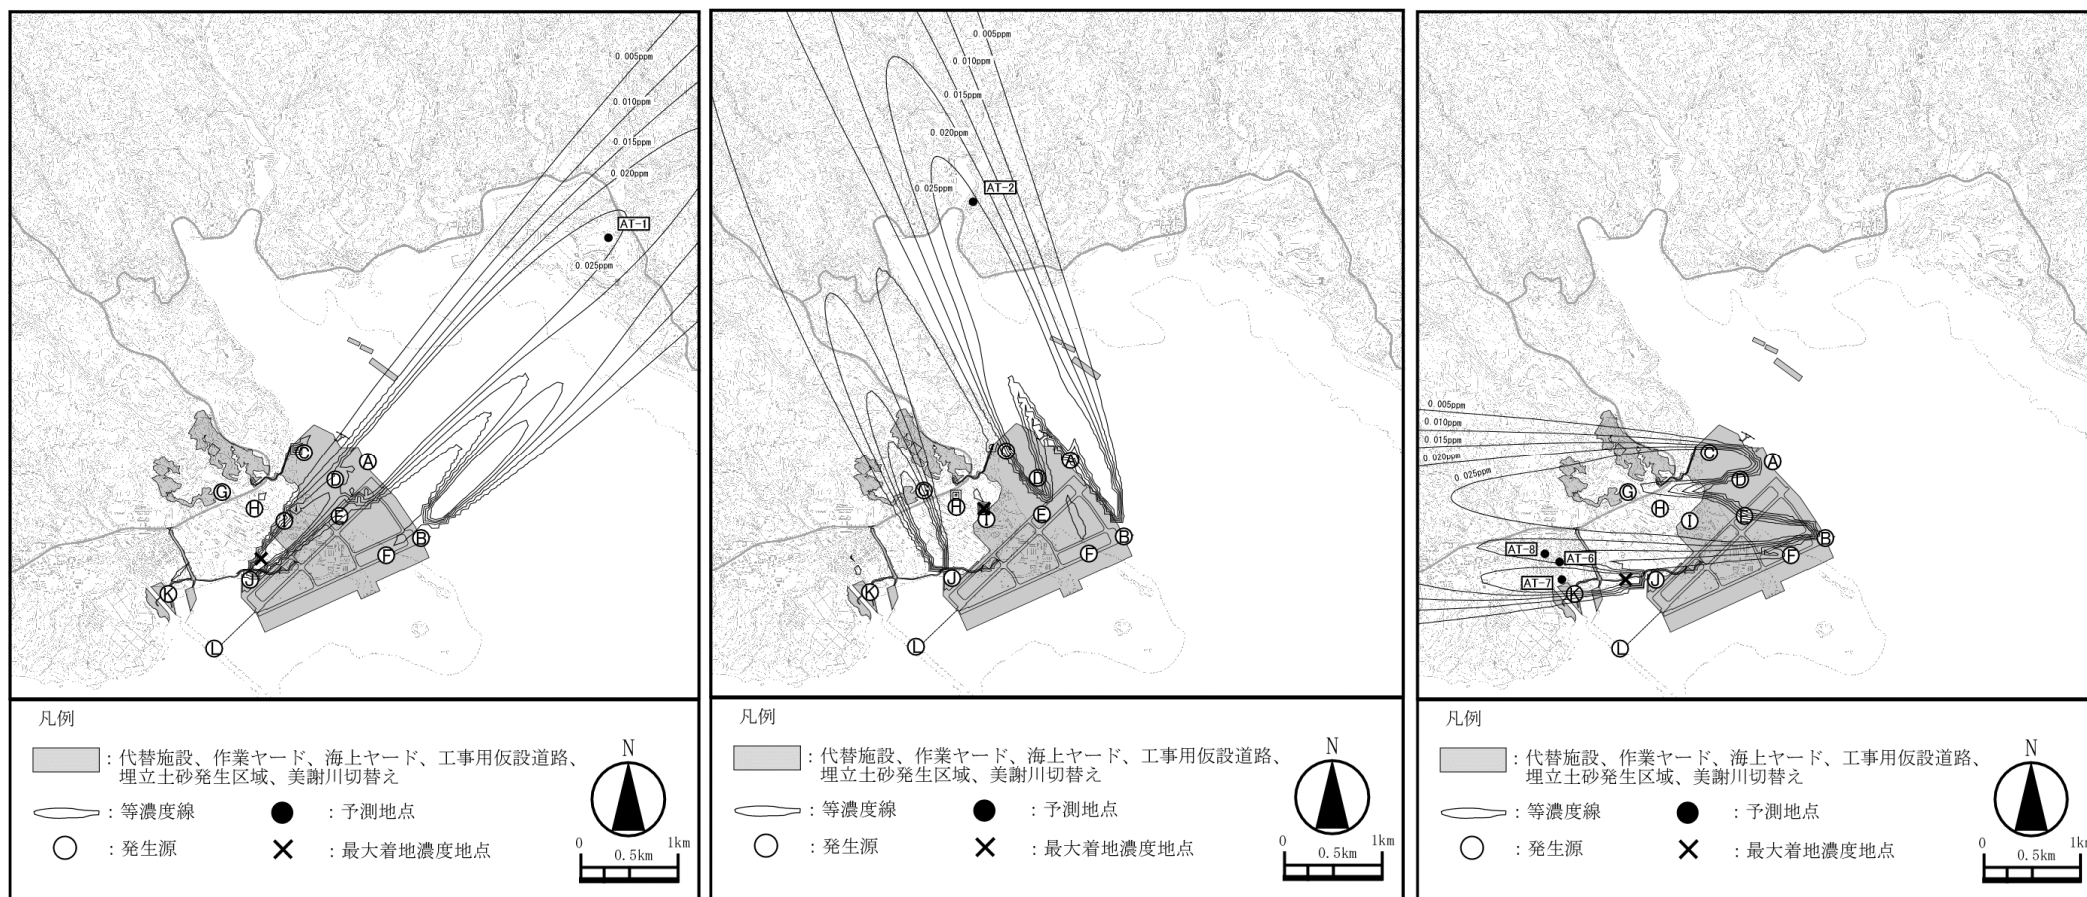 0.005ppm
0.010ppm
0.015ppm
0.020ppm
AT-1
0.025ppm
C
A
D
G
H
I
E
B
F
J
K
L
凡例
：代替施設、作業ヤード、海上ヤード、工事用仮設道路、
埋立土砂発生区域、美謝川切替え
：等濃度線
：予測地点
：発生源
：最大着地濃度地点
N
0
0.5km
1km
0.005ppm
0.010ppm
0.015ppm
0.020ppm
0.025ppm
AT-2
C
A
D
G
H
I
E
B
F
J
K
L
凡例
：代替施設、作業ヤード、海上ヤード、工事用仮設道路、
埋立土砂発生区域、美謝川切替え
：等濃度線
：予測地点
：発生源
：最大着地濃度地点
N
0
0.5km
1km
0.005ppm
0.010ppm
0.015ppm
0.020ppm
0.025ppm
C
A
D
G
H
I
E
B
F
AT-8
AT-6
AT-7
J
K
L
凡例
：代替施設、作業ヤード、海上ヤード、工事用仮設道路、
埋立土砂発生区域、美謝川切替え
：等濃度線
：予測地点
：発生源
：最大着地濃度地点
N
0
0.5km
1km